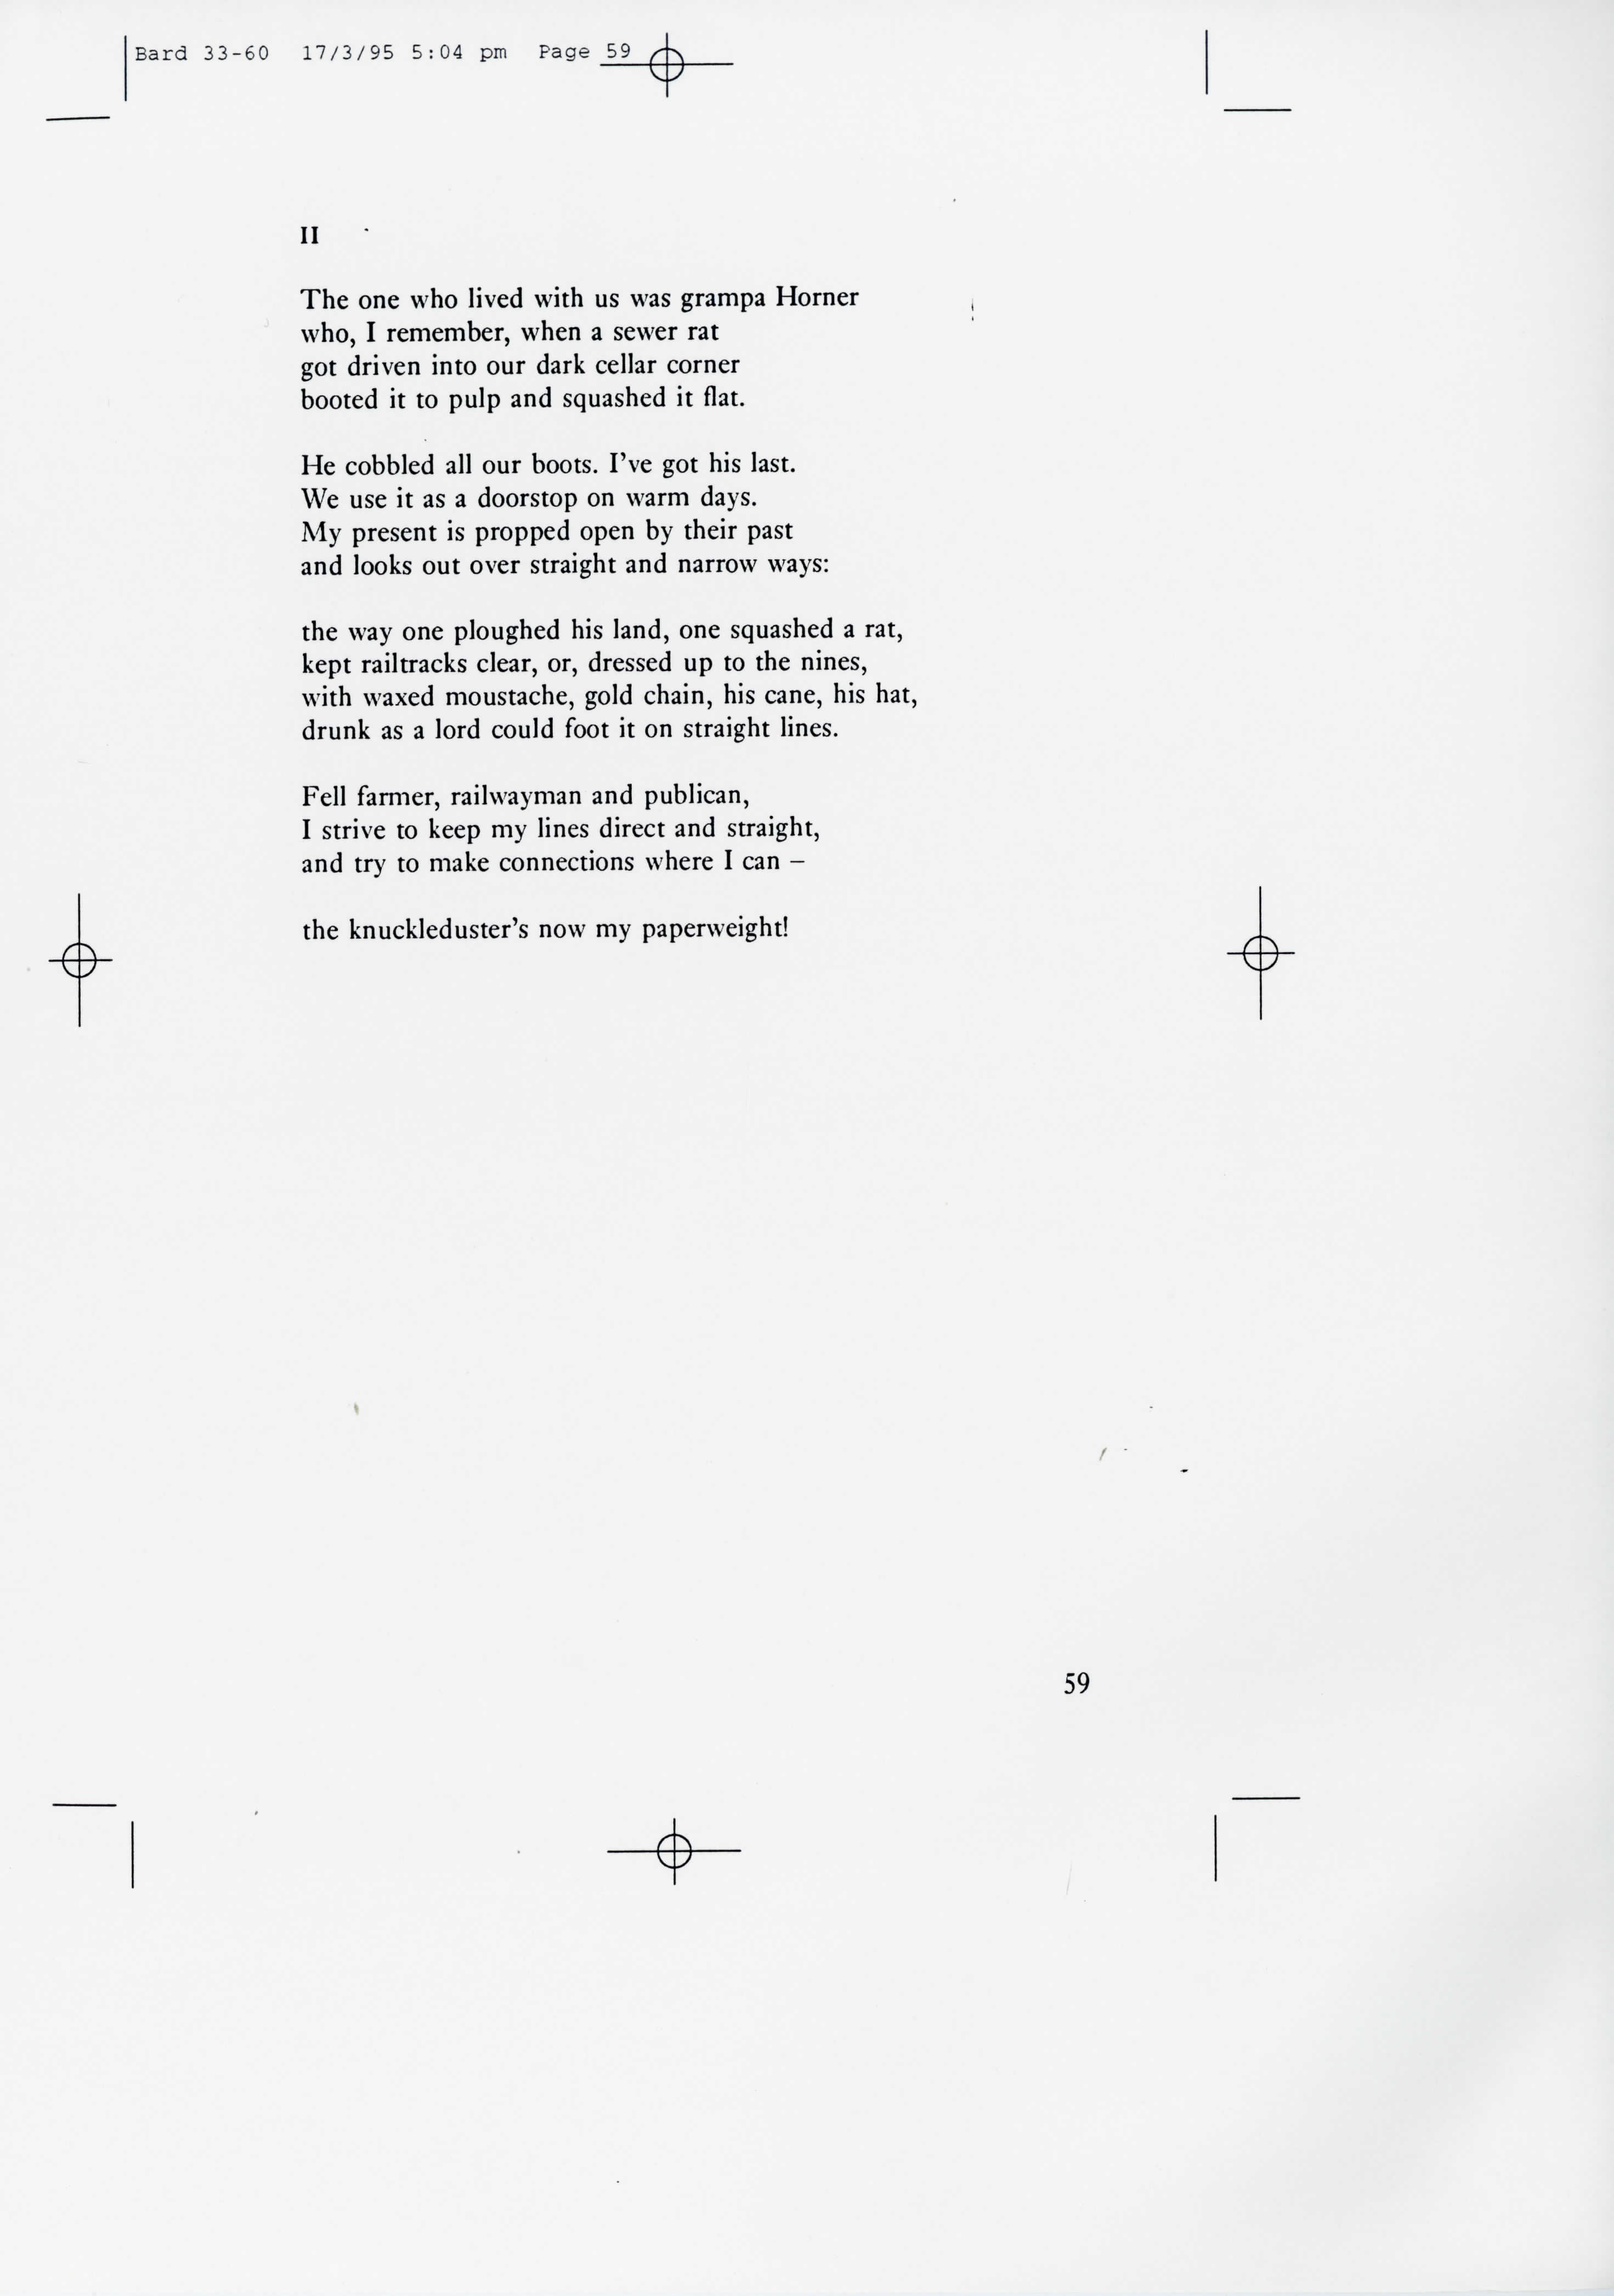 Bard 33-60 17/3/95 5:04 pm Page 59
II
The one who lived with us was grampa Horner
who, I remember, when a sewer rat
got driven into our dark cellar corner
booted it to pulp and squashed it flat.
He cobbled all our boots. I've got his last.
We use it as a doorstop on warm days.
My present is propped open by their past
and looks out over straight and narrow ways:
the way one ploughed his land, one squashed a rat,
kept railtracks clear, or, dressed up to the nines,
with waxed moustache, gold chain, his cane, his hat,
drunk as a lord could foot it on straight lines.
Fell farmer, railwayman and publican,
I strive to keep my lines direct and straight,
and try to make connections where I can –
the knuckleduster's now my paperweight!
59